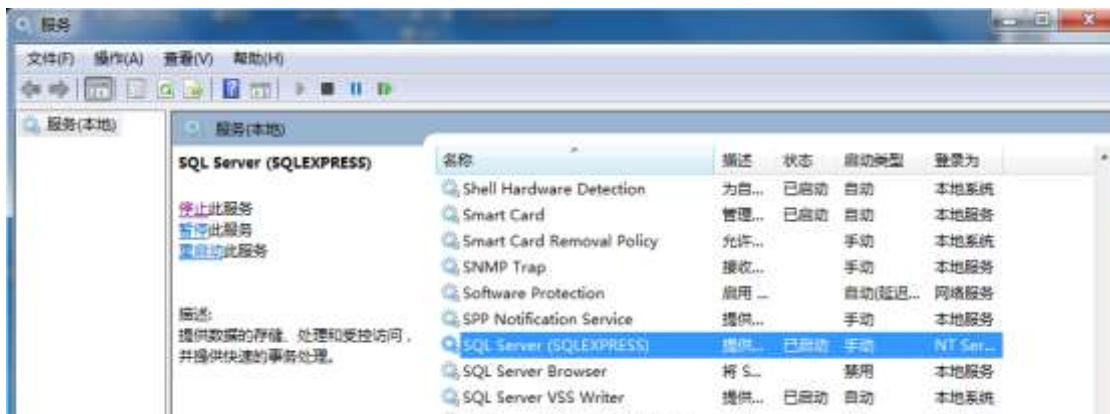 服务
文件(F) 操作(A) 查看(V) 帮助(H)
服务(本地)
服务(本地)
SQL Server (SQLEXPRESS)
停止此服务
暂停此服务
重启动此服务
描述:
提供数据的存储、处理和受控访问，
并提供快速的事务处理。
名称 描述 状态 启动类型 登录为
Shell Hardware Detection 为自... 已启动 自动 本地系统
Smart Card 管理... 已启动 自动 本地服务
Smart Card Removal Policy 允许... 手动 本地系统
SNMP Trap 接收... 手动 本地服务
Software Protection 启用 ... 自动(延迟... 网络服务
SPP Notification Service 提供... 手动 本地服务
SQL Server (SQLEXPRESS) 提供... 已启动 手动 NT Ser...
SQL Server Browser 将 S... 禁用 本地服务
SQL Server VSS Writer 提供... 已启动 自动 本地系统